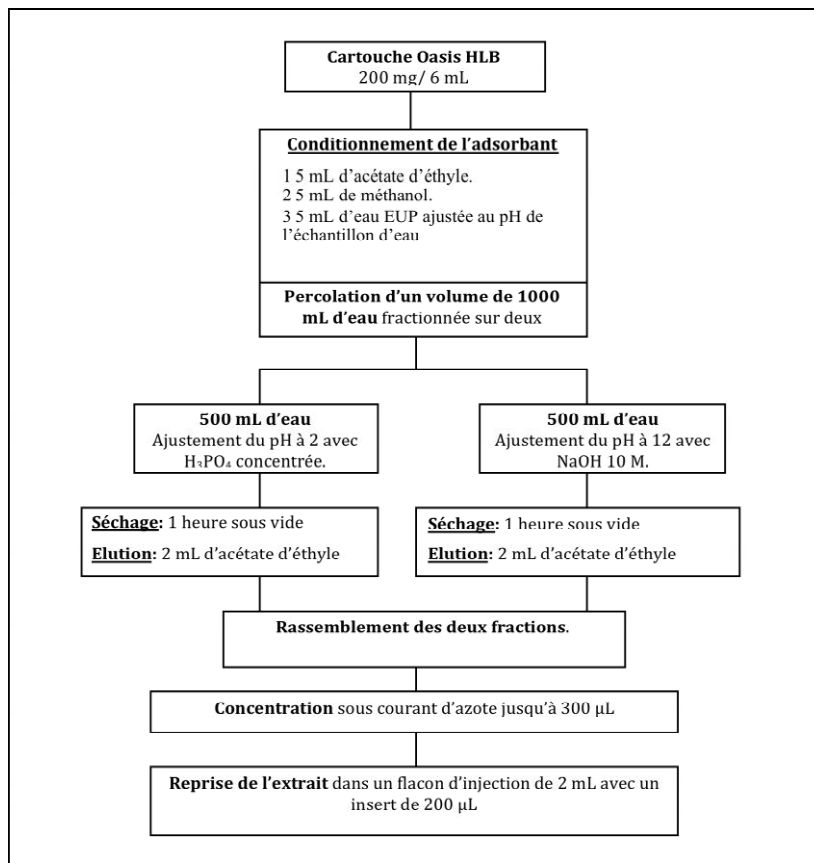 Cartouche Oasis HLB
200 mg/ 6 mL
Conditionnement de l'adsorbant
1 5 mL d'acétate d'éthyle.
2 5 mL de méthanol.
3 5 mL d'eau EUP ajustée au pH de
l'échantillon d'eau
Percolation d'un volume de 1000
mL d'eau fractionnée sur deux
500 mL d'eau
Ajustement du pH à 2 avec
H₃PO₄ concentrée.
500 mL d'eau
Ajustement du pH à 12 avec
NaOH 10 M.
Séchage: 1 heure sous vide
Elution: 2 mL d'acétate d'éthyle
Séchage: 1 heure sous vide
Elution: 2 mL d'acétate d'éthyle
Rassemblement des deux fractions.
Concentration sous courant d'azote jusqu'à 300 µL
Reprise de l'extrait dans un flacon d'injection de 2 mL avec un
insert de 200 µL